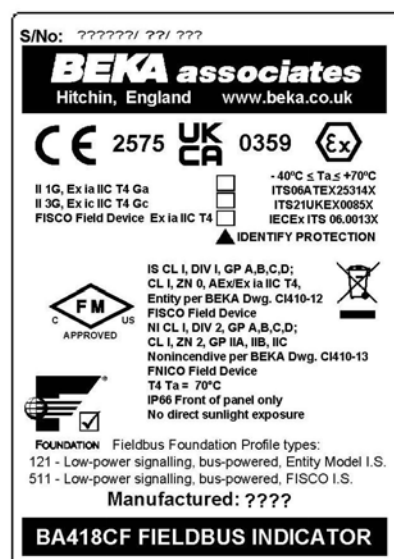 S/No: ??????/ ??/ ???
BEKA associates
Hitchin, England www.beka.co.uk
CE 2575 UK CA 0359 Ex
II 1G, Ex ia IIC T4 Ga
II 3G, Ex ic IIC T4 Gc
FISCO Field Device Ex ia IIC T4
- 40ºC ≤ Ta ≤ +70ºC
ITS06ATEX25314X
ITS21UKEX0085X
IECEx ITS 06.0013X
IDENTIFY PROTECTION
FM
C US
APPROVED
IS CL I, DIV I, GP A,B,C,D;
CL I, ZN 0, AEx/Ex ia IIC T4,
Entity per BEKA Dwg. CI410-12
FISCO Field Device
NI CL I, DIV 2, GP A,B,C,D;
CL I, ZN 2, GP IIA, IIB, IIC
Nonincendive per BEKA Dwg. CI410-13
FNICO Field Device
T4 Ta = 70ºC
IP66 Front of panel only
No direct sunlight exposure
FOUNDATION Fieldbus Foundation Profile types:
121 - Low-power signalling, bus-powered, Entity Model I.S.
511 - Low-power signalling, bus-powered, FISCO I.S.
Manufactured: ????
BA418CF FIELDBUS INDICATOR